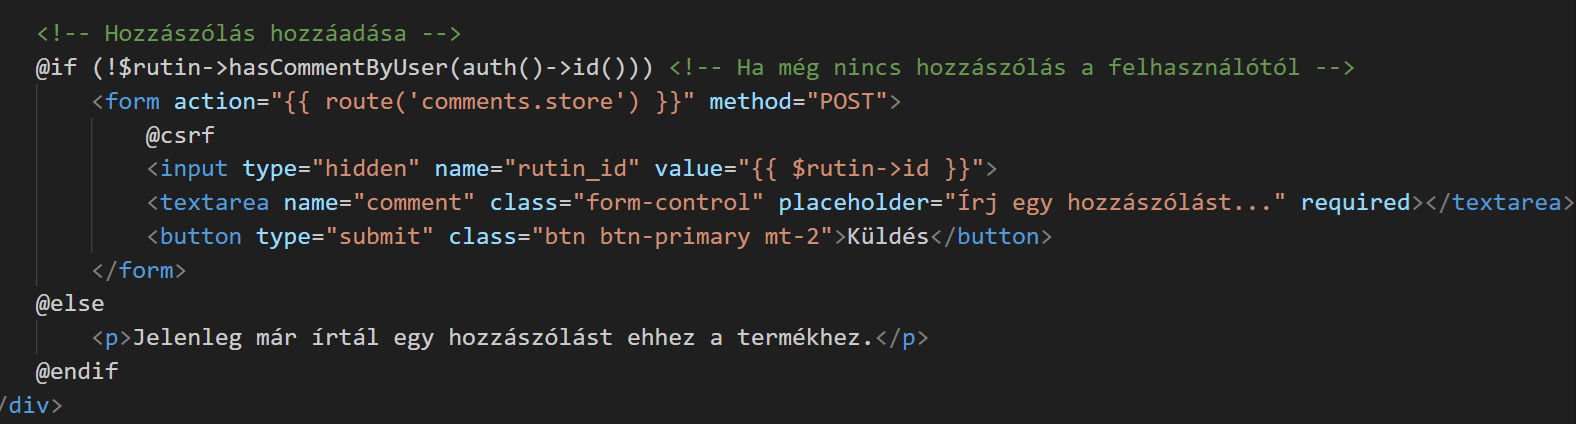 <!-- Hozzászólás hozzáadása -->
@if (!$rutin->hasCommentByUser(auth()->id())) <!-- Ha még nincs hozzászólás a felhasználótól -->
<form action="{{ route('comments.store') }}" method="POST">
@csrf
<input type="hidden" name="rutin_id" value="{{ $rutin->id }}">
<textarea name="comment" class="form-control" placeholder="Írj egy hozzászólást..." required></textarea>
<button type="submit" class="btn btn-primary mt-2">Küldés</button>
</form>
@else
<p>Jelenleg már írtál egy hozzászólást ehhez a termékhez.</p>
@endif
/div>